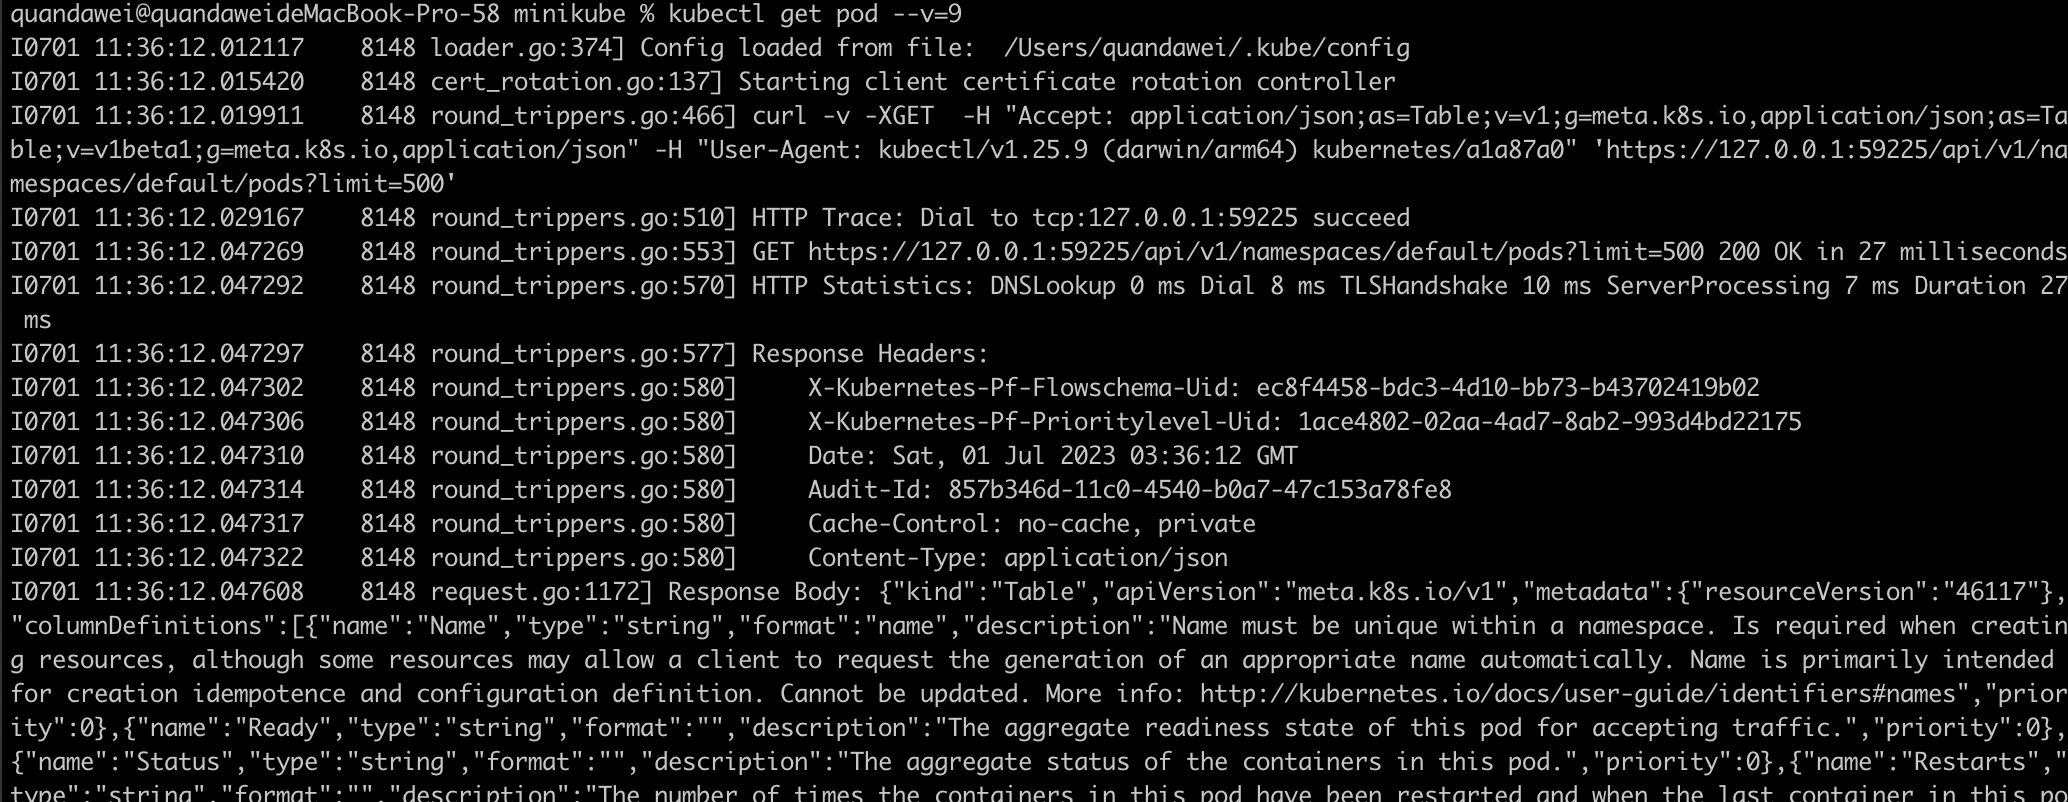 quandawei@quandaweideMacBook-Pro-58 minikube % kubectl get pod --v=9
I0701 11:36:12.012117    8148 loader.go:374] Config loaded from file:  /Users/quandawei/.kube/config
I0701 11:36:12.015420    8148 cert_rotation.go:137] Starting client certificate rotation controller
I0701 11:36:12.019911    8148 round_trippers.go:466] curl -v -XGET  -H "Accept: application/json;as=Table;v=v1;g=meta.k8s.io,application/json;as=Ta
ble;v=v1beta1;g=meta.k8s.io,application/json" -H "User-Agent: kubectl/v1.25.9 (darwin/arm64) kubernetes/a1a87a0" 'https://127.0.0.1:59225/api/v1/na
mespaces/default/pods?limit=500'
I0701 11:36:12.029167    8148 round_trippers.go:510] HTTP Trace: Dial to tcp:127.0.0.1:59225 succeed
I0701 11:36:12.047269    8148 round_trippers.go:553] GET https://127.0.0.1:59225/api/v1/namespaces/default/pods?limit=500 200 OK in 27 milliseconds
I0701 11:36:12.047292    8148 round_trippers.go:570] HTTP Statistics: DNSLookup 0 ms Dial 8 ms TLSHandshake 10 ms ServerProcessing 7 ms Duration 27
 ms
I0701 11:36:12.047297    8148 round_trippers.go:577] Response Headers:
I0701 11:36:12.047302    8148 round_trippers.go:580]     X-Kubernetes-Pf-Flowschema-Uid: ec8f4458-bdc3-4d10-bb73-b43702419b02
I0701 11:36:12.047306    8148 round_trippers.go:580]     X-Kubernetes-Pf-Prioritylevel-Uid: 1ace4802-02aa-4ad7-8ab2-993d4bd22175
I0701 11:36:12.047310    8148 round_trippers.go:580]     Date: Sat, 01 Jul 2023 03:36:12 GMT
I0701 11:36:12.047314    8148 round_trippers.go:580]     Audit-Id: 857b346d-11c0-4540-b0a7-47c153a78fe8
I0701 11:36:12.047317    8148 round_trippers.go:580]     Cache-Control: no-cache, private
I0701 11:36:12.047322    8148 round_trippers.go:580]     Content-Type: application/json
I0701 11:36:12.047608    8148 request.go:1172] Response Body: {"kind":"Table","apiVersion":"meta.k8s.io/v1","metadata":{"resourceVersion":"46117"},
"columnDefinitions":[{"name":"Name","type":"string","format":"name","description":"Name must be unique within a namespace. Is required when creatin
g resources, although some resources may allow a client to request the generation of an appropriate name automatically. Name is primarily intended
for creation idempotence and configuration definition. Cannot be updated. More info: http://kubernetes.io/docs/user-guide/identifiers#names","prior
ity":0},{"name":"Ready","type":"string","format":"","description":"The aggregate readiness state of this pod for accepting traffic.","priority":0},
{"name":"Status","type":"string","format":"","description":"The aggregate status of the containers in this pod.","priority":0},{"name":"Restarts","
type":"string","format":"","description":"The number of times the containers in this pod have been restarted and when the last container in this po